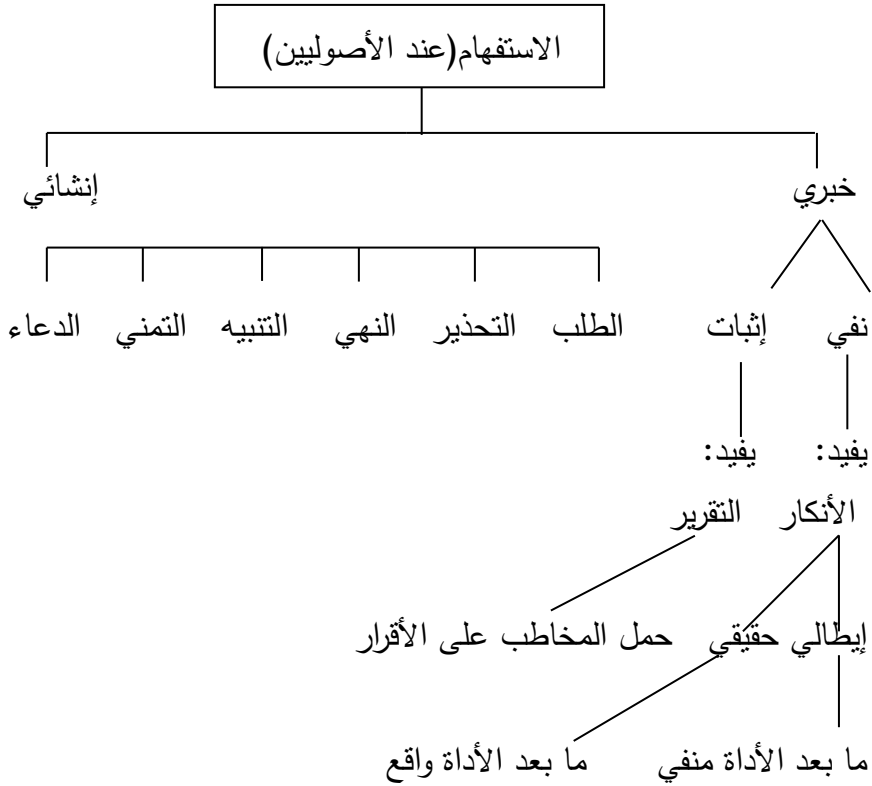 الاستفهام(عند الأصوليين)
خبري إنشائي
نفي إثبات الطلب التحذير النهي التنبيه التمني الدعاء
يفيد: يفيد:
الأنكار التقرير
إيطالي حقيقي حمل المخاطب على الأقرار
ما بعد الأداة منفي ما بعد الأداة واقع